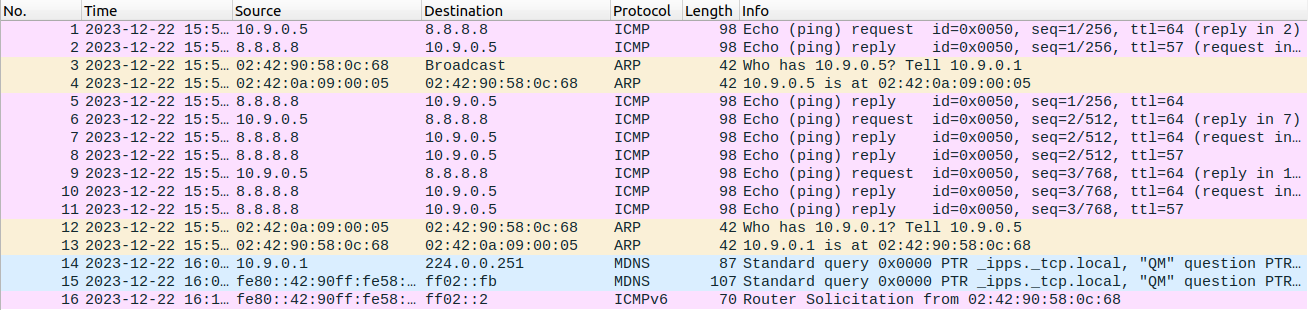 No. Time Source Destination Protocol Length Info
1 2023-12-22 15:5… 10.9.0.5 8.8.8.8 ICMP 98 Echo (ping) request id=0x0050, seq=1/256, ttl=64 (reply in 2)
2 2023-12-22 15:5… 8.8.8.8 10.9.0.5 ICMP 98 Echo (ping) reply id=0x0050, seq=1/256, ttl=57 (request in…
3 2023-12-22 15:5… 02:42:90:58:0c:68 Broadcast ARP 42 Who has 10.9.0.5? Tell 10.9.0.1
4 2023-12-22 15:5… 02:42:0a:09:00:05 02:42:90:58:0c:68 ARP 42 10.9.0.5 is at 02:42:0a:09:00:05
5 2023-12-22 15:5… 8.8.8.8 10.9.0.5 ICMP 98 Echo (ping) reply id=0x0050, seq=1/256, ttl=64
6 2023-12-22 15:5… 10.9.0.5 8.8.8.8 ICMP 98 Echo (ping) request id=0x0050, seq=2/512, ttl=64 (reply in 7)
7 2023-12-22 15:5… 8.8.8.8 10.9.0.5 ICMP 98 Echo (ping) reply id=0x0050, seq=2/512, ttl=64 (request in…
8 2023-12-22 15:5… 8.8.8.8 10.9.0.5 ICMP 98 Echo (ping) reply id=0x0050, seq=2/512, ttl=57
9 2023-12-22 15:5… 10.9.0.5 8.8.8.8 ICMP 98 Echo (ping) request id=0x0050, seq=3/768, ttl=64 (reply in 1…
10 2023-12-22 15:5… 8.8.8.8 10.9.0.5 ICMP 98 Echo (ping) reply id=0x0050, seq=3/768, ttl=64 (request in…
11 2023-12-22 15:5… 8.8.8.8 10.9.0.5 ICMP 98 Echo (ping) reply id=0x0050, seq=3/768, ttl=57
12 2023-12-22 15:5… 02:42:0a:09:00:05 02:42:90:58:0c:68 ARP 42 Who has 10.9.0.1? Tell 10.9.0.5
13 2023-12-22 15:5… 02:42:90:58:0c:68 02:42:0a:09:00:05 ARP 42 10.9.0.1 is at 02:42:90:58:0c:68
14 2023-12-22 16:0… 10.9.0.1 224.0.0.251 MDNS 87 Standard query 0x0000 PTR _ipps._tcp.local, "QM" question PTR…
15 2023-12-22 16:0… fe80::42:90ff:fe58:… ff02::fb MDNS 107 Standard query 0x0000 PTR _ipps._tcp.local, "QM" question PTR…
16 2023-12-22 16:1… fe80::42:90ff:fe58:… ff02::2 ICMPv6 70 Router Solicitation from 02:42:90:58:0c:68